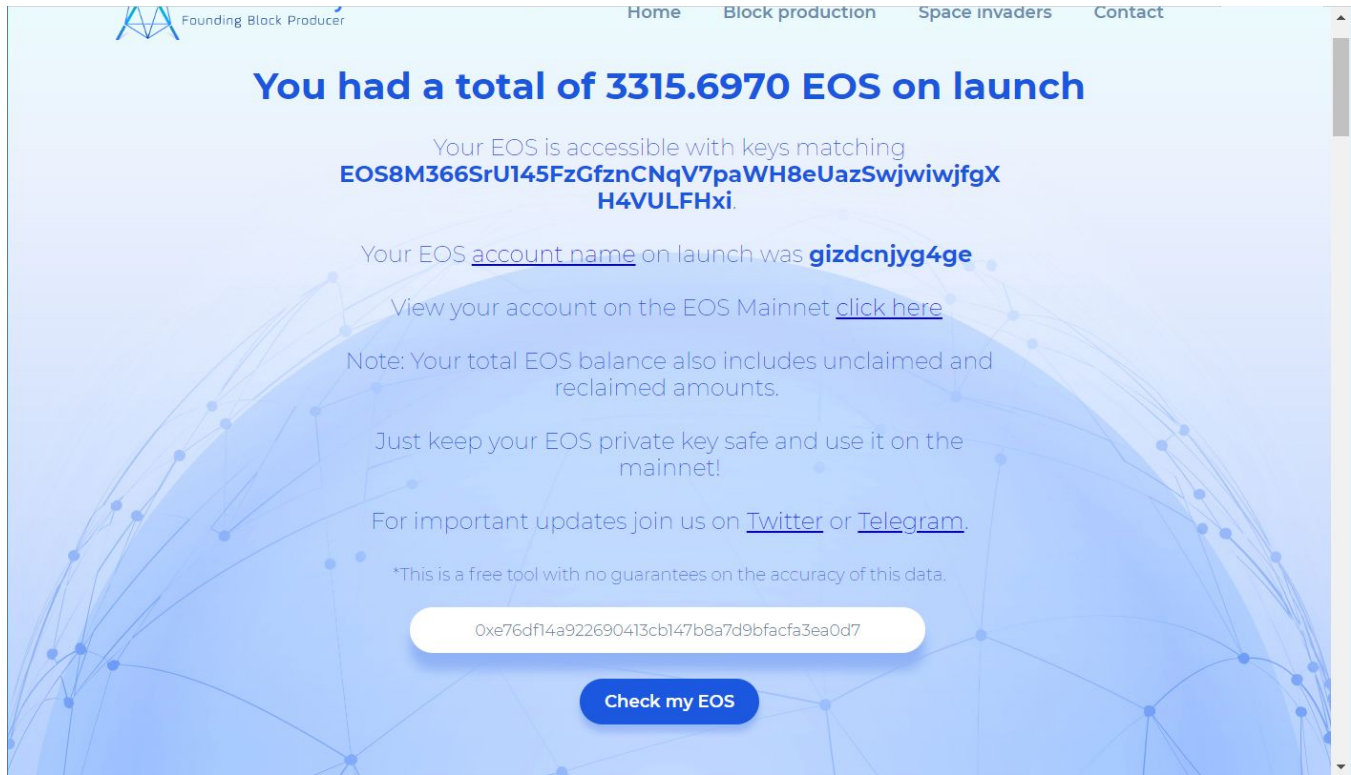 Founding Block Producer
Home Block production Space invaders Contact
You had a total of 3315.6970 EOS on launch
Your EOS is accessible with keys matching
EOS8M366SrU145FzGfznCNqV7paWH8eUazSwjwiwjfgX
H4VULFHxi.
Your EOS account name on launch was gizdcnjyg4ge
View your account on the EOS Mainnet click here
Note: Your total EOS balance also includes unclaimed and
reclaimed amounts.
Just keep your EOS private key safe and use it on the
mainnet!
For important updates join us on Twitter or Telegram.
*This is a free tool with no guarantees on the accuracy of this data.
0xe76df14a922690413cb147b8a7d9bfacfa3ea0d7
Check my EOS